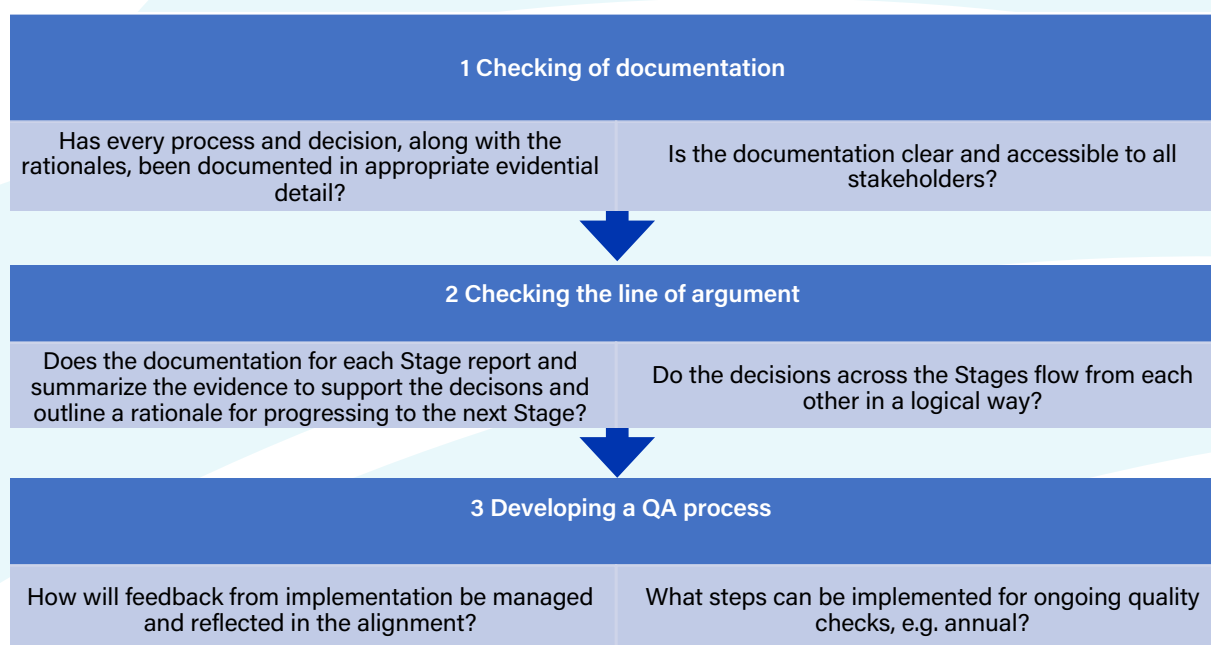 1 Checking of documentation
Has every process and decision, along with the
rationales, been documented in appropriate evidential
detail?
Is the documentation clear and accessible to all
stakeholders?
2 Checking the line of argument
Does the documentation for each Stage report and
summarize the evidence to support the decisons and
outline a rationale for progressing to the next Stage?
Do the decisions across the Stages flow from each
other in a logical way?
3 Developing a QA process
How will feedback from implementation be managed
and reflected in the alignment?
What steps can be implemented for ongoing quality
checks, e.g. annual?